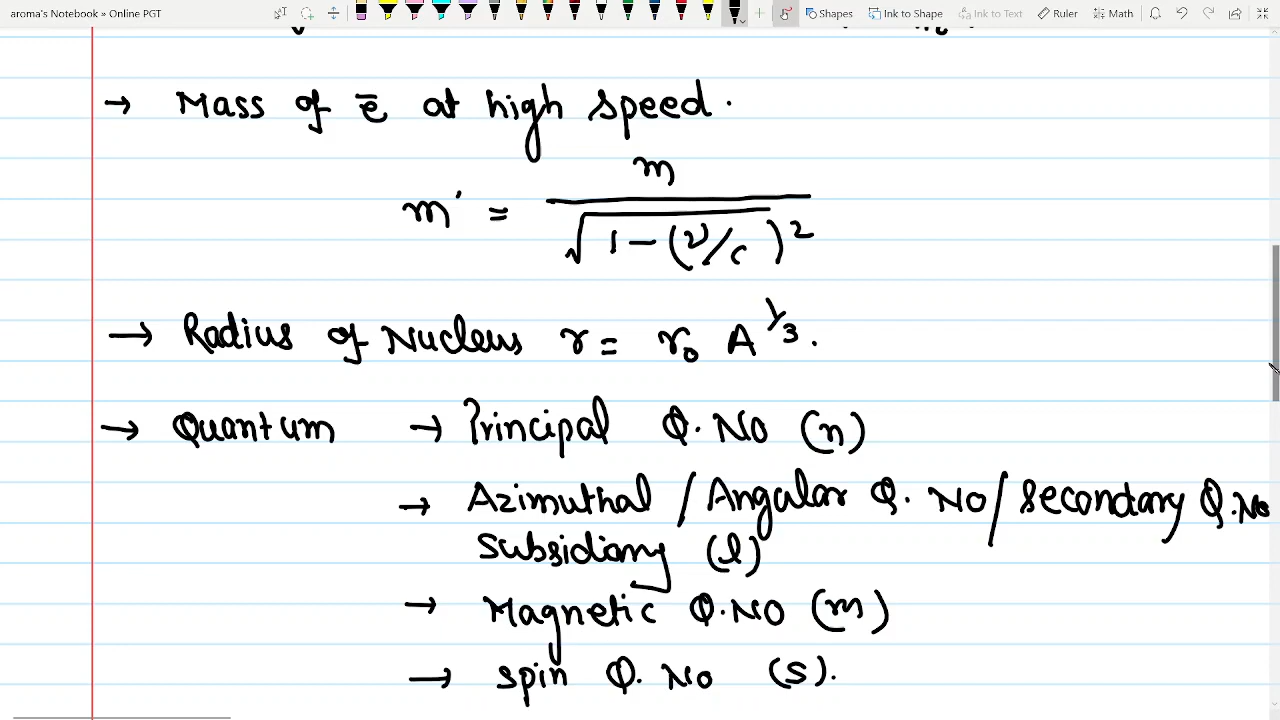 aroma's Notebook » Online PGT
Shapes Ink to Shape Ink to Text Ruler Math
→ Mass of ē at high speed.
m' = m / √1-(v/c)²
→ Radius of Nucleus r = r₀ A^1/3.
→ Quantum → Principal Q. No (n)
→ Azimuthal / Angular Q. No / Secondary Q. No
Subsidiary (l)
→ Magnetic Q. No (m)
→ spin Q. No (s).